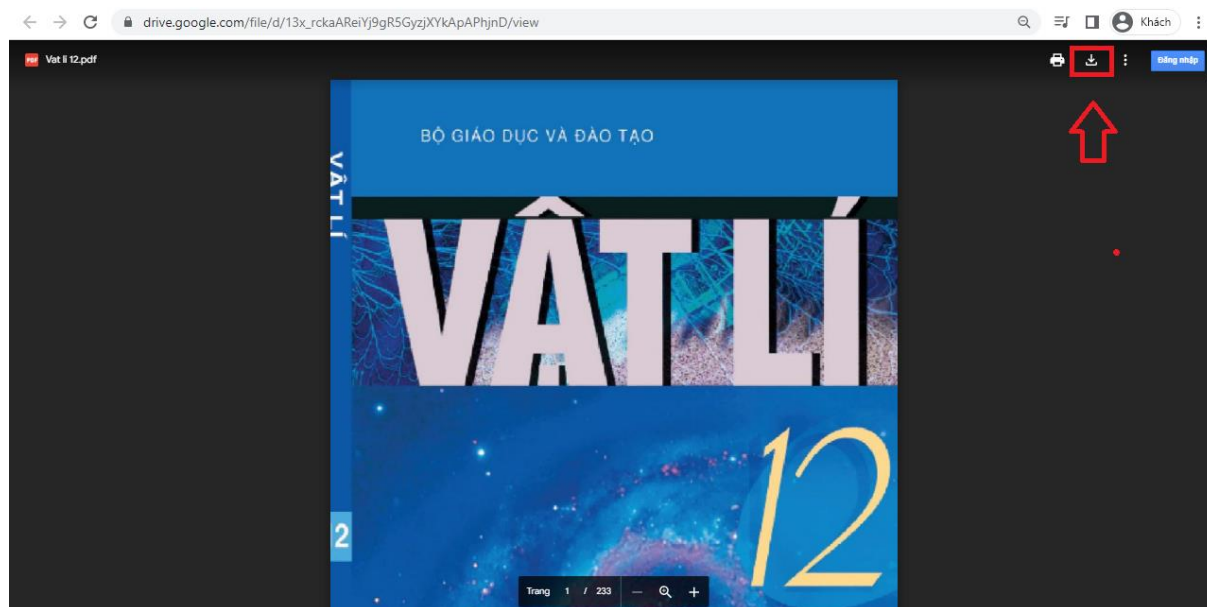 drive.google.com/file/d/13x_rckaAReiYj9gR5GyzjXYkApAPhjnD/view
Khách
PDF Vat li 12.pdf
Đăng nhập
BỘ GIÁO DỤC VÀ ĐÀO TẠO
VẬT LÍ
VẬT LÍ
12
2
Trang 1 / 233